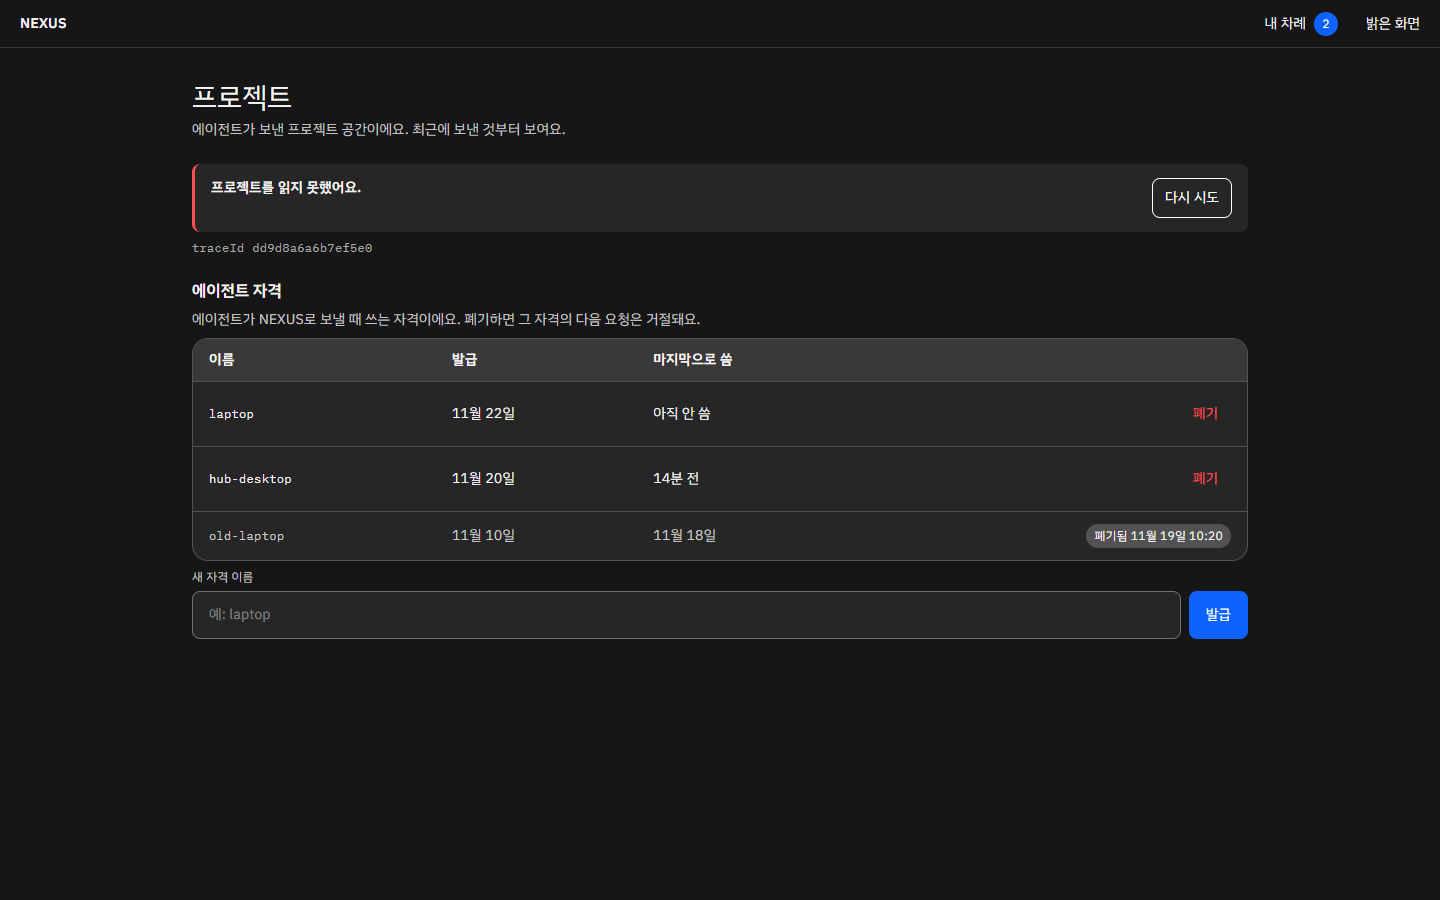 NEXUS
내 차례 2 밝은 화면
프로젝트
에이전트가 보낸 프로젝트 공간이에요. 최근에 보낸 것부터 보여요.
프로젝트를 읽지 못했어요.
다시 시도
traceId dd9d8a6a6b7ef5e0
에이전트 자격
에이전트가 NEXUS로 보낼 때 쓰는 자격이에요. 폐기하면 그 자격의 다음 요청은 거절돼요.
이름 발급 마지막으로 씀
laptop 11월 22일 아직 안 씀 폐기
hub-desktop 11월 20일 14분 전 폐기
old-laptop 11월 10일 11월 18일 폐기됨 11월 19일 10:20
새 자격 이름
예: laptop
발급